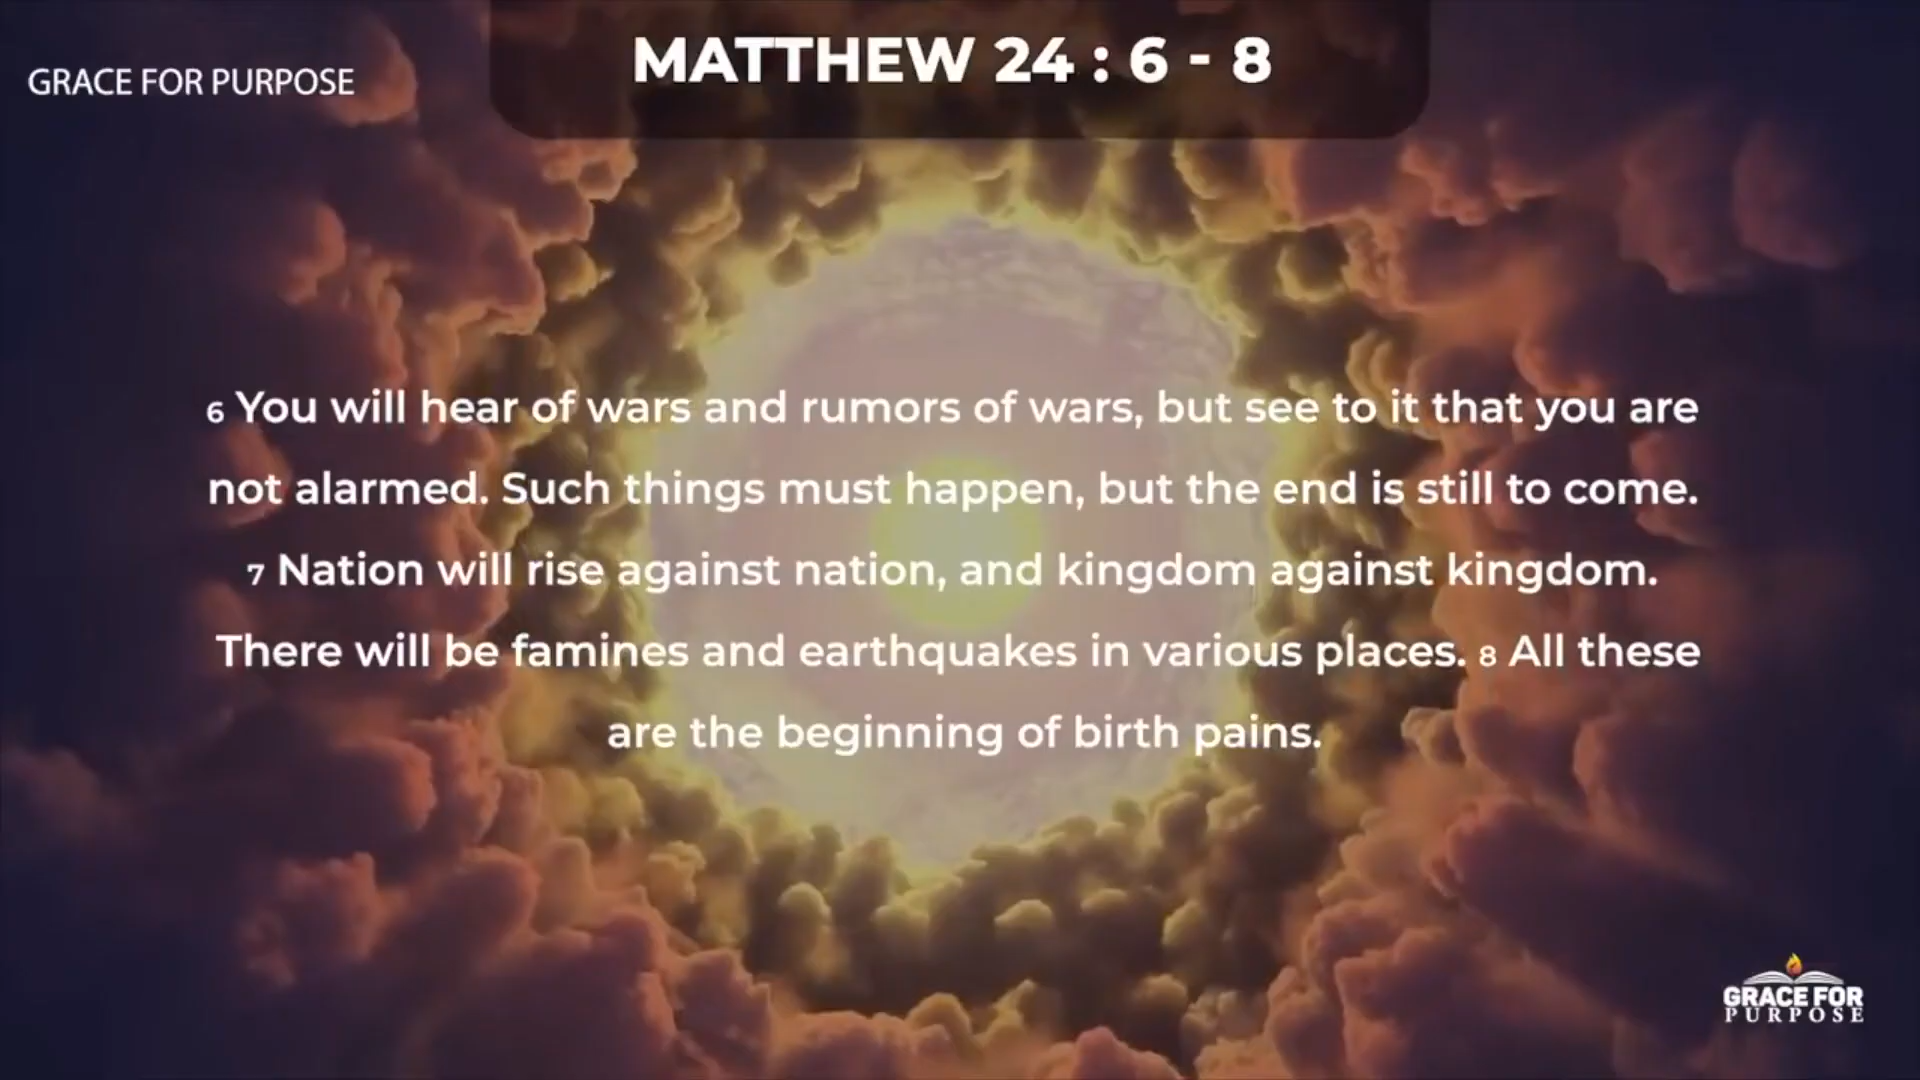 GRACE FOR PURPOSE
MATTHEW 24 : 6 - 8
6 You will hear of wars and rumors of wars, but see to it that you are
not alarmed. Such things must happen, but the end is still to come.
7 Nation will rise against nation, and kingdom against kingdom.
There will be famines and earthquakes in various places. 8 All these
are the beginning of birth pains.
GRACE FOR
PURPOSE